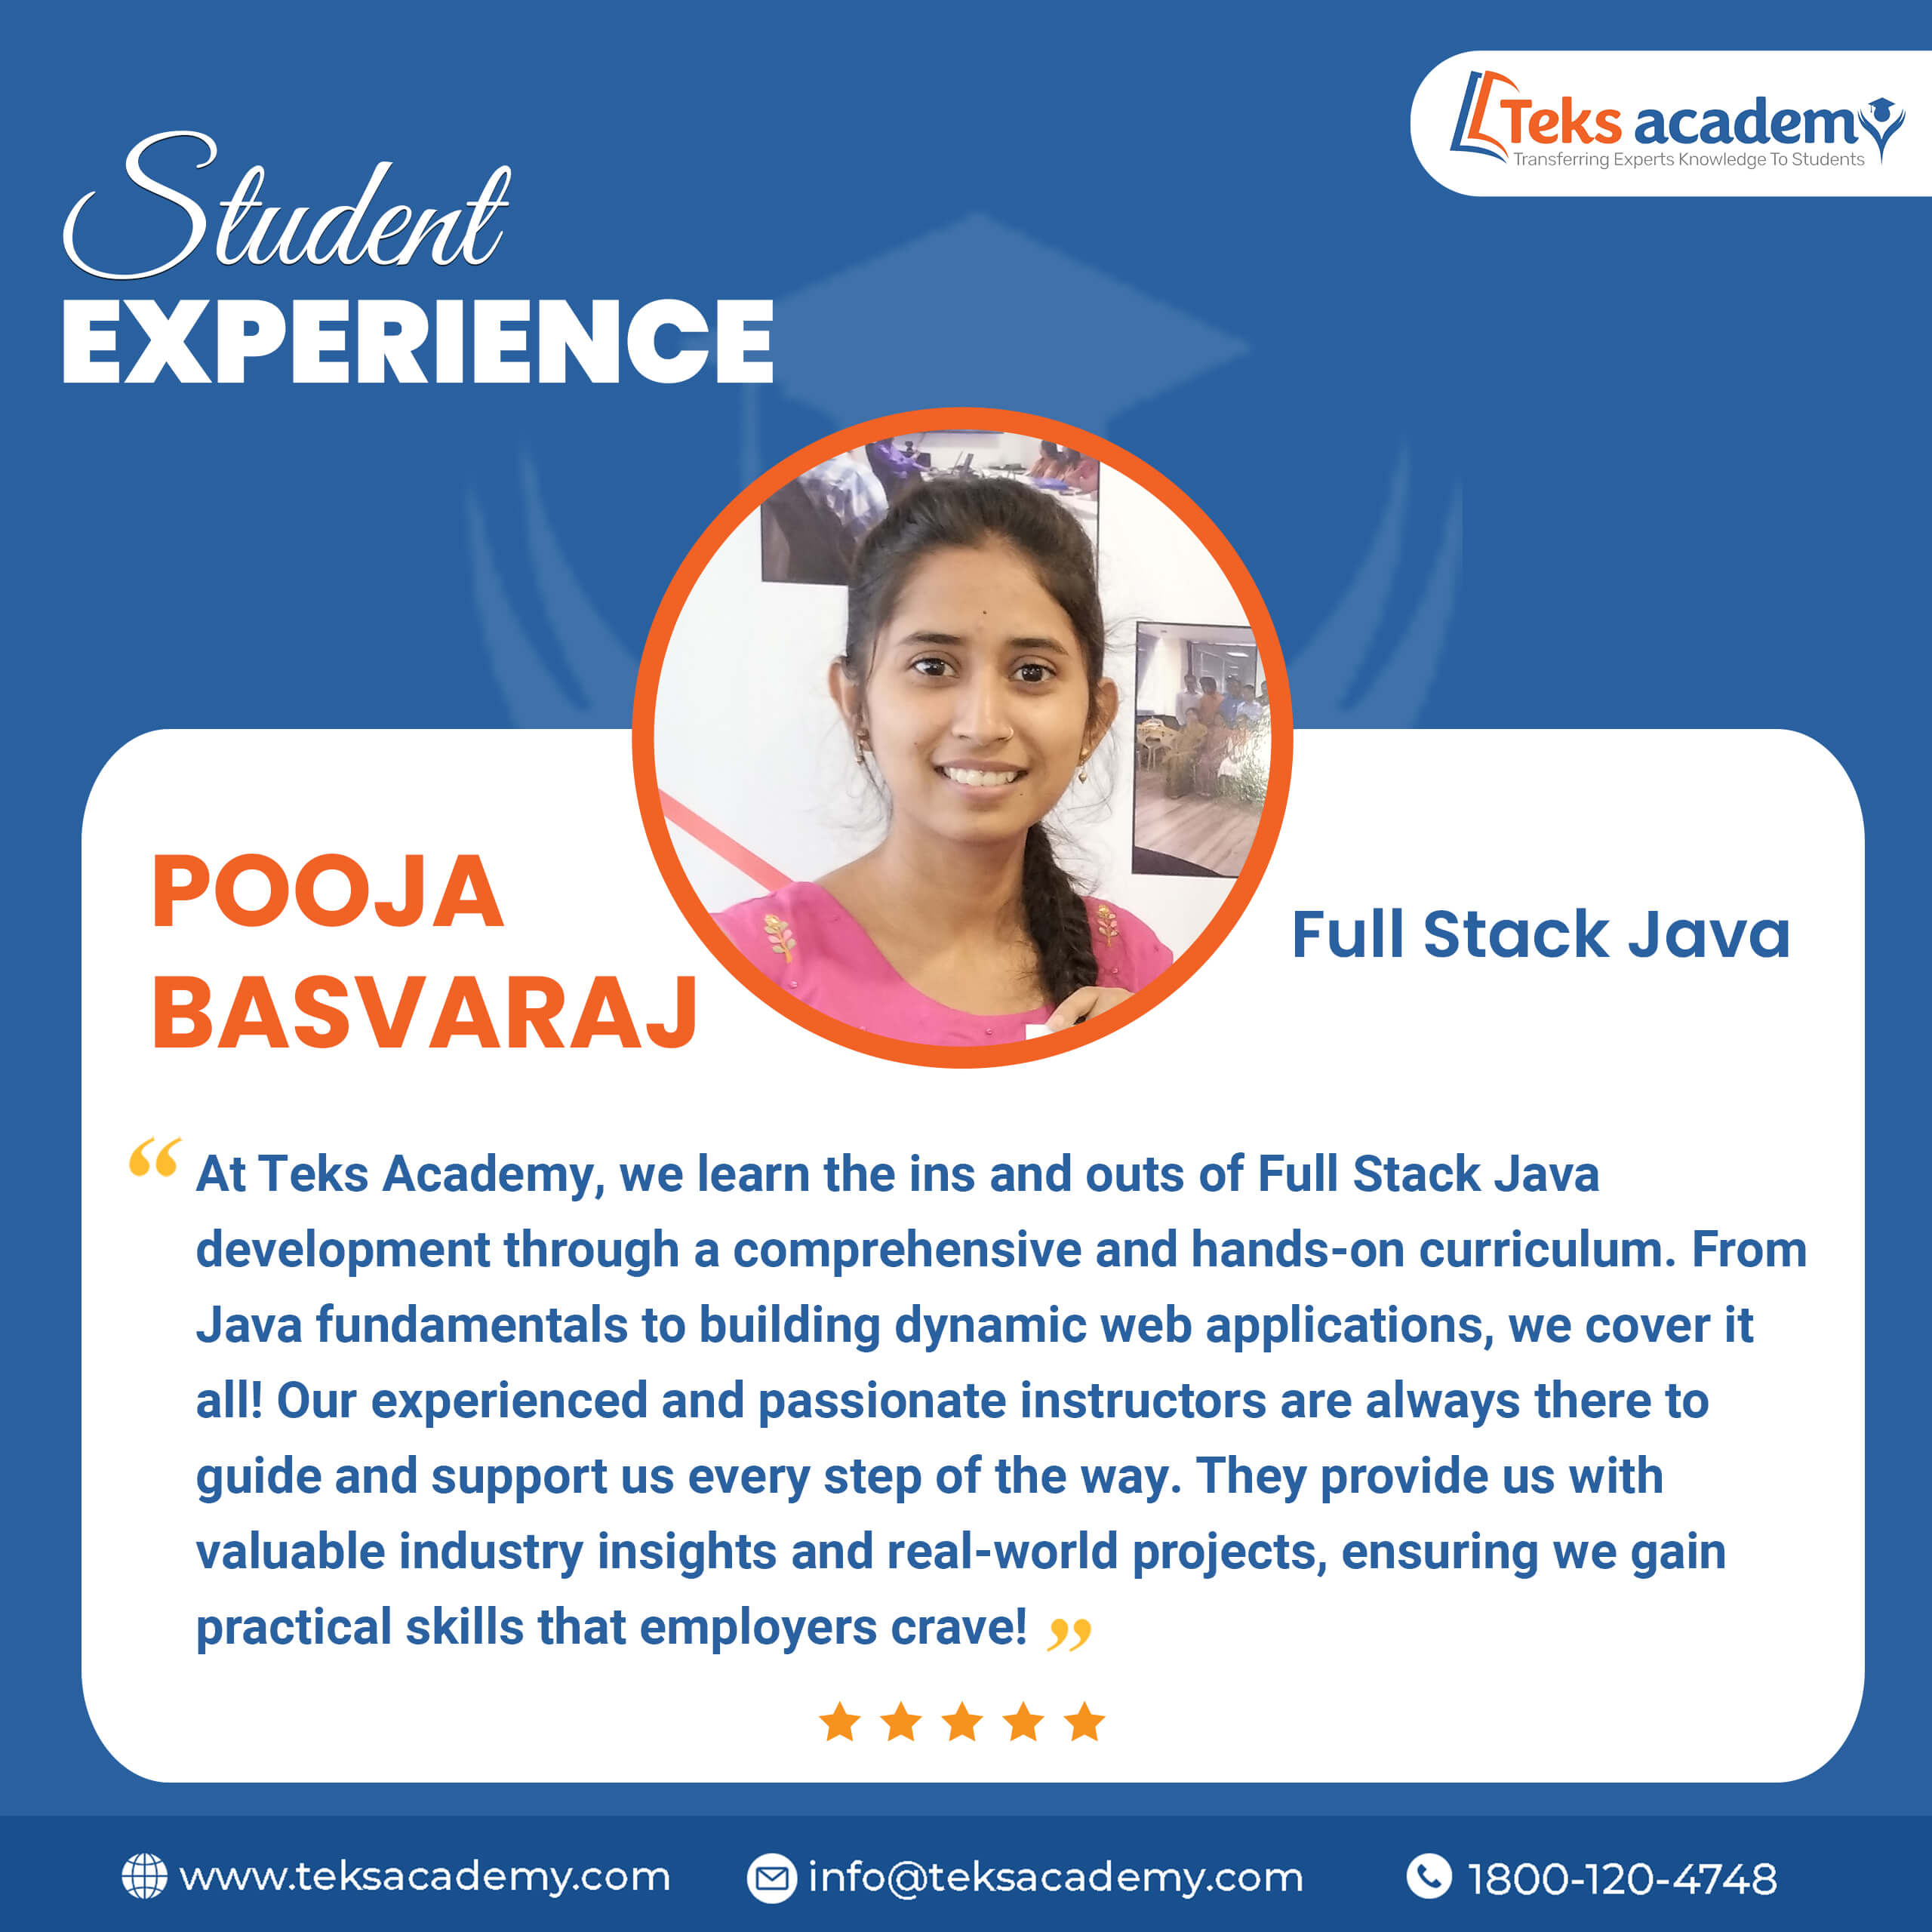 Teks academy
Transferring Experts Knowledge To Students
Student
EXPERIENCE
POOJA
BASVARAJ
Full Stack Java
“ At Teks Academy, we learn the ins and outs of Full Stack Java
development through a comprehensive and hands-on curriculum. From
Java fundamentals to building dynamic web applications, we cover it
all! Our experienced and passionate instructors are always there to
guide and support us every step of the way. They provide us with
valuable industry insights and real-world projects, ensuring we gain
practical skills that employers crave! ”
www.teksacademy.com
info@teksacademy.com
1800-120-4748